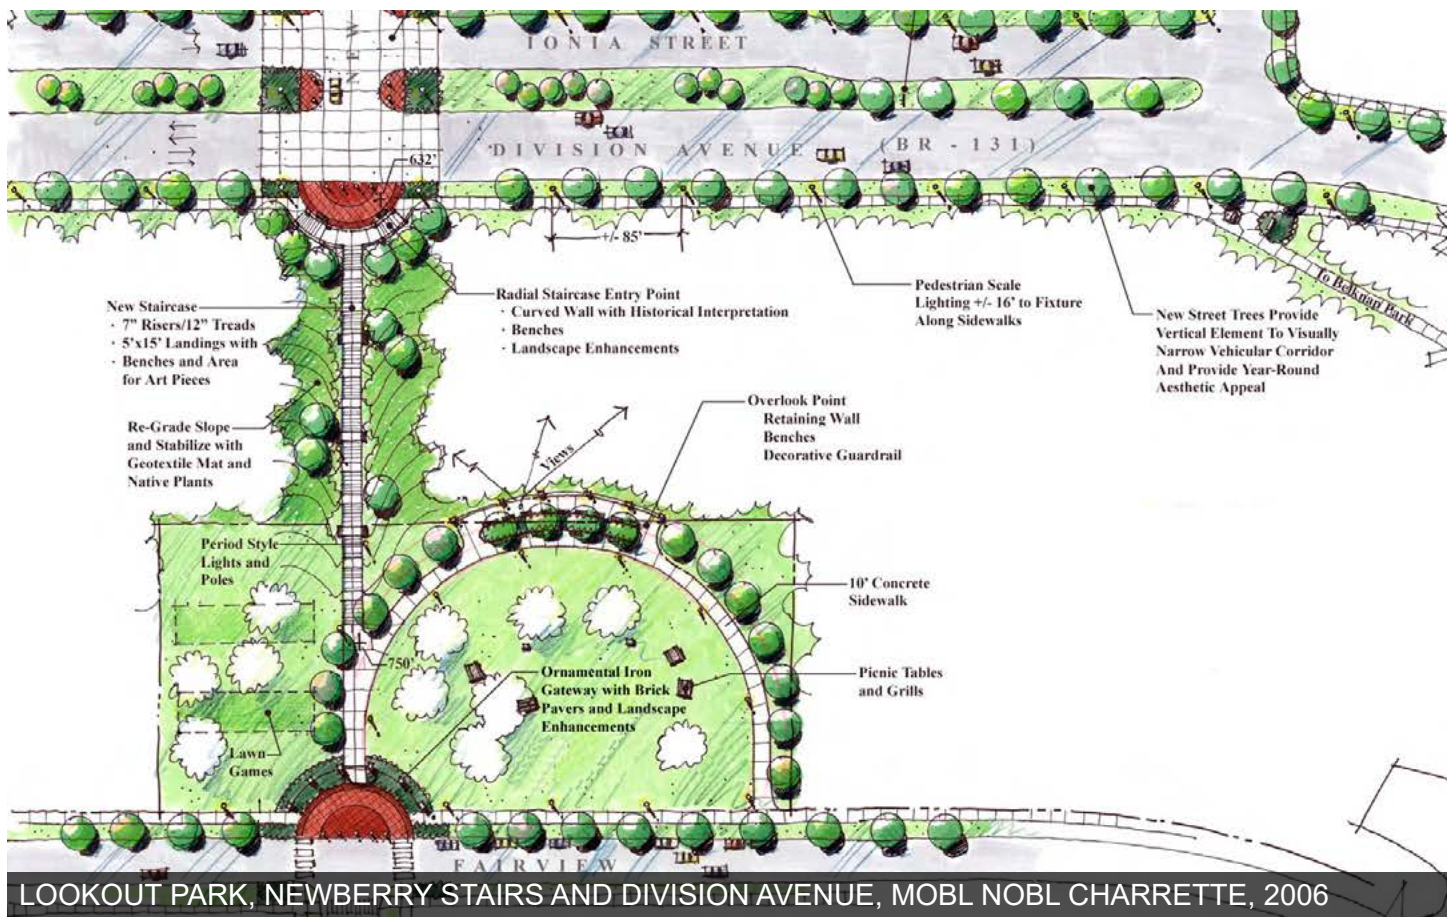 IONIA STREET
NEW
DIVISION AVENUE (BR - 131)
632'
+/- 85'
To Belknap Park
New Staircase
· 7” Risers/12” Treads
· 5'x15' Landings with
· Benches and Area
for Art Pieces
Radial Staircase Entry Point
· Curved Wall with Historical Interpretation
· Benches
· Landscape Enhancements
Pedestrian Scale
Lighting +/- 16' to Fixture
Along Sidewalks
New Street Trees Provide
Vertical Element To Visually
Narrow Vehicular Corridor
And Provide Year-Round
Aesthetic Appeal
Re-Grade Slope
and Stabilize with
Geotextile Mat and
Native Plants
Overlook Point
Retaining Wall
Benches
Decorative Guardrail
Views
Period Style
Lights and
Poles
10' Concrete
Sidewalk
750'
Ornamental Iron
Gateway with Brick
Pavers and Landscape
Enhancements
Picnic Tables
and Grills
Lawn
Games
FAIRVIEW
LOOKOUT PARK, NEWBERRY STAIRS AND DIVISION AVENUE, MOBL NOBL CHARRETTE, 2006